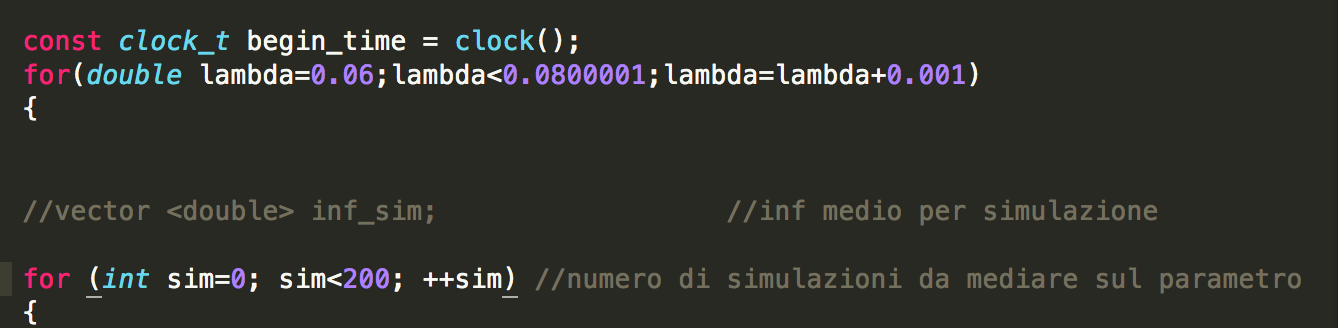 const clock_t begin_time = clock();
for(double lambda=0.06;lambda<0.0800001;lambda=lambda+0.001)
{
//vector <double> inf_sim; //inf medio per simulazione
for (int sim=0; sim<200; ++sim) //numero di simulazioni da mediare sul parametro
{